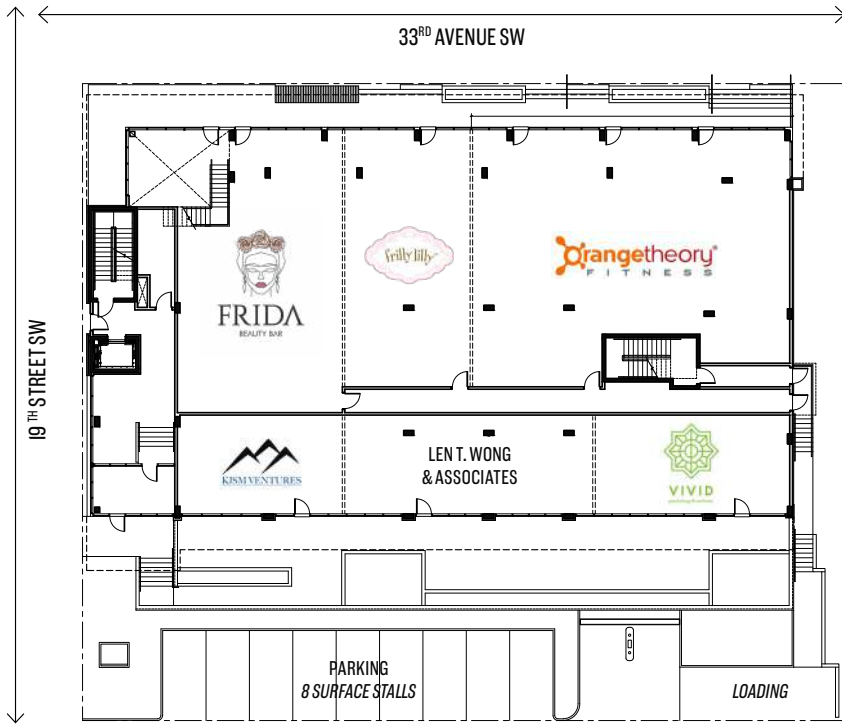 33RD AVENUE SW
19TH STREET SW
FRIDA
BEAUTY BAR
frilly lilly
orangetheory®
FITNESS
KJSM VENTURES
LEN T. WONG
& ASSOCIATES
VIVID
PARKING
8 SURFACE STALLS
LOADING